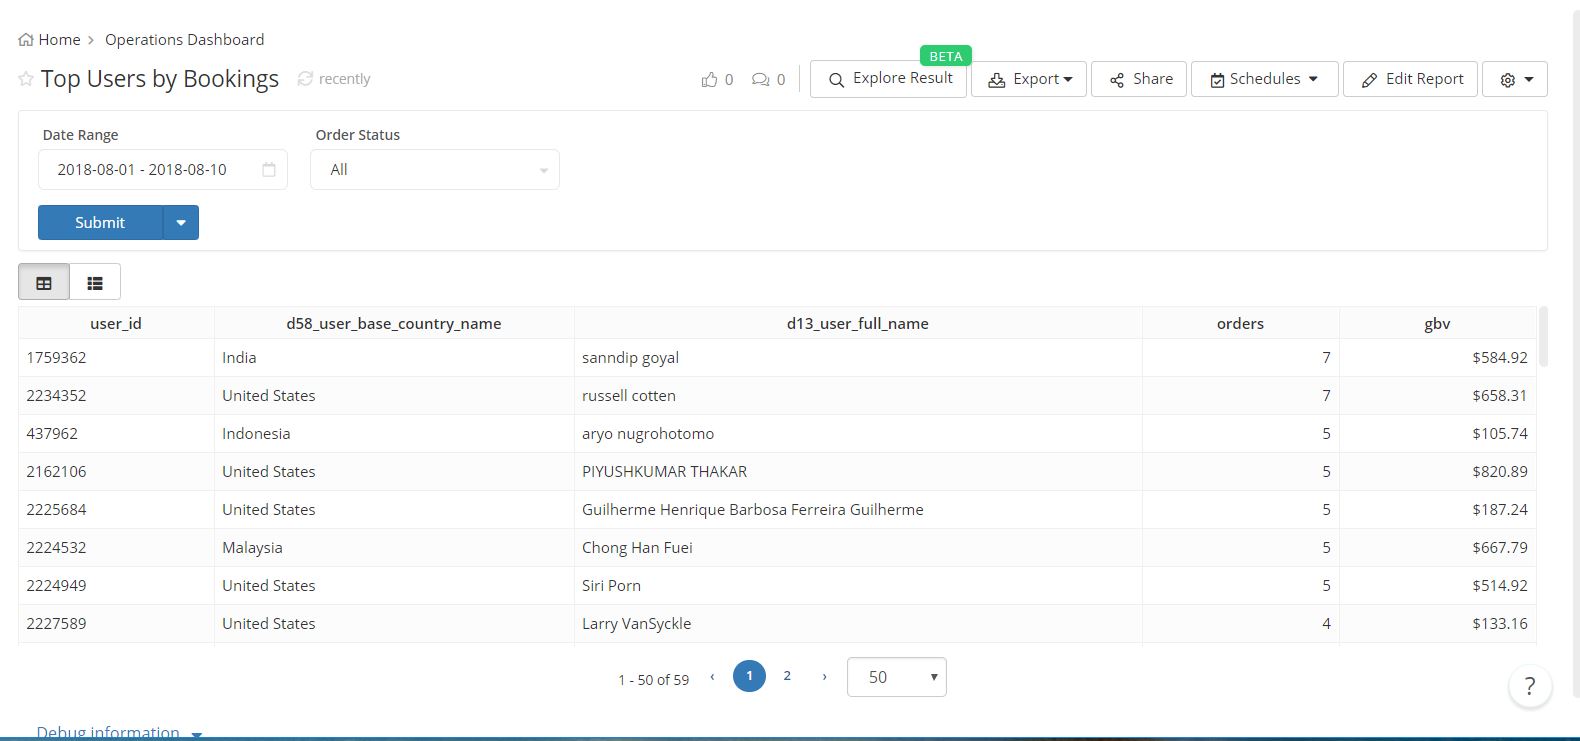 Home > Operations Dashboard
BETA
Top Users by Bookings recently 0 0 Explore Result Export Share Schedules Edit Report
Date Range Order Status
2018-08-01 - 2018-08-10 All
Submit
user_id d58_user_base_country_name d13_user_full_name orders gbv
1759362 India sanndip goyal 7 $584.92
2234352 United States russell cotten 7 $658.31
437962 Indonesia aryo nugrohotomo 5 $105.74
2162106 United States PIYUSHKUMAR THAKAR 5 $820.89
2225684 United States Guilherme Henrique Barbosa Ferreira Guilherme 5 $187.24
2224532 Malaysia Chong Han Fuei 5 $667.79
2224949 United States Siri Porn 5 $514.92
2227589 United States Larry VanSyckle 4 $133.16
1 - 50 of 59 ‹ 1 2 › 50
?
Debug information